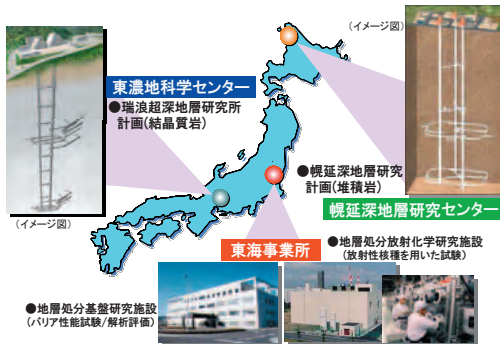 (イメージ図)
東濃地科学センター
●瑞浪超深地層研究所
計画(結晶質岩)
●幌延深地層研究
計画(堆積岩)
(イメージ図)
幌延深地層研究センター
東海事業所
●地層処分放射化学研究施設
(放射性核種を用いた試験)
●地層処分基盤研究施設
(バリア性能試験/解析評価)